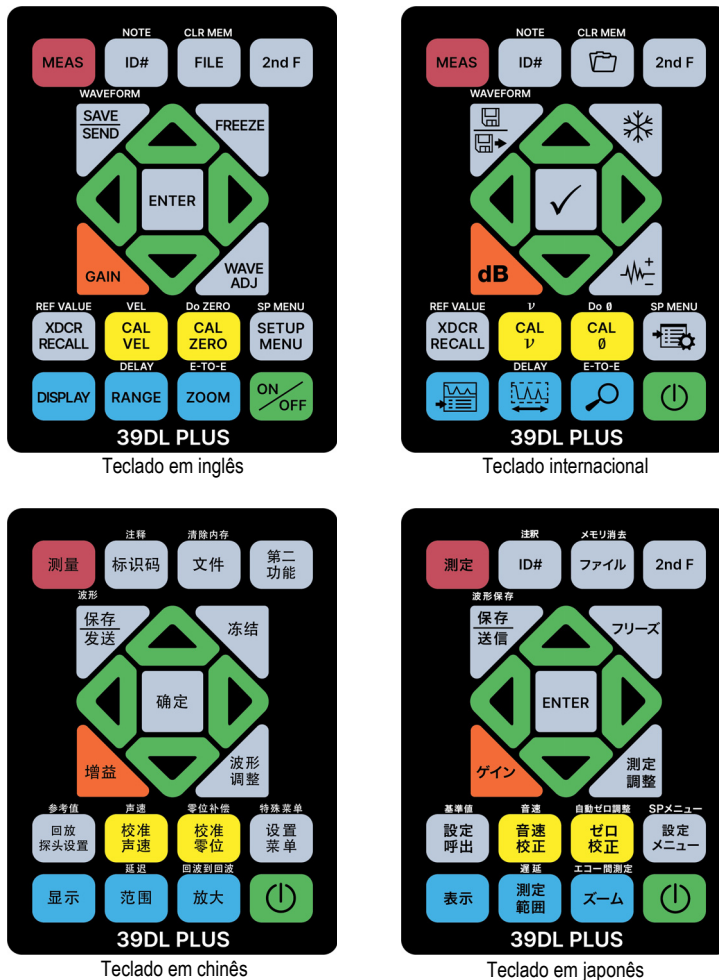 NOTE
CLR MEM
MEAS
ID#
FILE
2nd F
WAVEFORM
SAVE
SEND
FREEZE
ENTER
GAIN
WAVE
ADJ
REF VALUE
VEL
Do ZERO
SP MENU
XDCR
RECALL
CAL
VEL
CAL
ZERO
SETUP
MENU
DELAY
E-TO-E
DISPLAY
RANGE
ZOOM
ON
OFF
39DL PLUS
Teclado em inglês
NOTE
CLR MEM
MEAS
ID#
2nd F
WAVEFORM
dB
REF VALUE
ν
Do 0̸
SP MENU
XDCR
RECALL
CAL
ν
CAL
0̸
DELAY
E-TO-E
39DL PLUS
Teclado internacional
注释
清除内存
测量
标识码
文件
第二
功能
波形
保存
发送
冻结
确定
增益
波形
调整
参考值
声速
零位补偿
特殊菜单
回放
探头设置
校准
声速
校准
零位
设置
菜单
延迟
回波到回波
显示
范围
放大
39DL PLUS
Teclado em chinês
注釈
メモリ消去
測定
ID#
ファイル
2nd F
波形保存
保存
送信
フリーズ
ENTER
ゲイン
測定
調整
基準値
音速
自動ゼロ調整
SPメニュー
設定
呼出
音速
校正
ゼロ
校正
設定
メニュー
遅延
エコー間測定
表示
測定
範囲
ズーム
39DL PLUS
Teclado em japonês